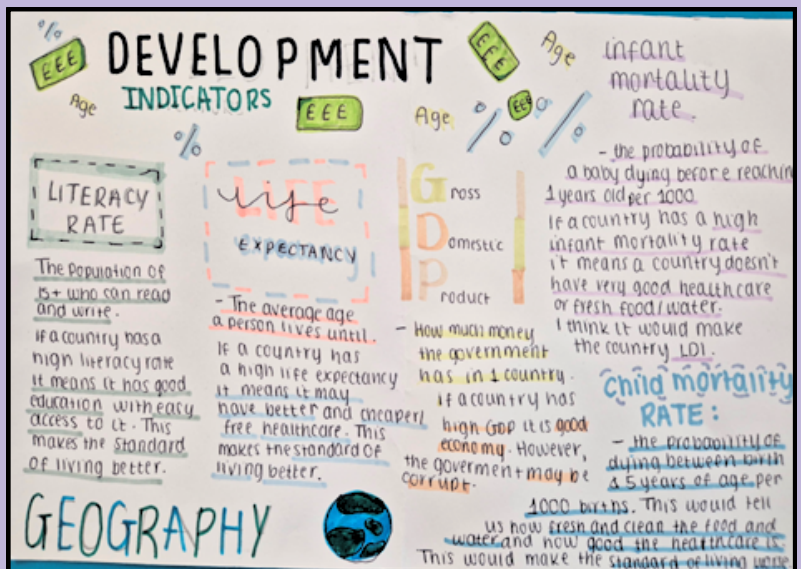 %
£££
DEVELOPMENT
INDICATORS
Age
%
£££
£££
Age
Age
%
£££
%
LITERACY
RATE
The population of
15+ who can read
and write.
If a country has a
high literacy rate
it means it has good
education with easy
access to it. This
makes the standard
of living better.
LIFE
life
EXPECTANCY
- The average age
a person lives until.
If a country has
a high life expectancy
it means it may
have better and cheaper/
free healthcare. This
makes the standard of
living better.
Gross
Domestic
Product
- How much money
the government
has in 1 country.
If a country has
high GDP it is good
economy. However,
the goverment may be
corrupt.
infant
mortality
rate.
- the probability of
a baby dying before reaching
1 years old per 1000
If a country has a high
infant mortality rate
it means a country doesn't
have very good healthcare
or fresh food/water.
I think it would make
the country LDI.
Child mortality
RATE:
- the probability of
dying between birth
& 5 years of age per
1000 births. This would tell
us how fresh and clean the food and
water and how good the healthcare is.
This would make the standard of living
GEOGRAPHY